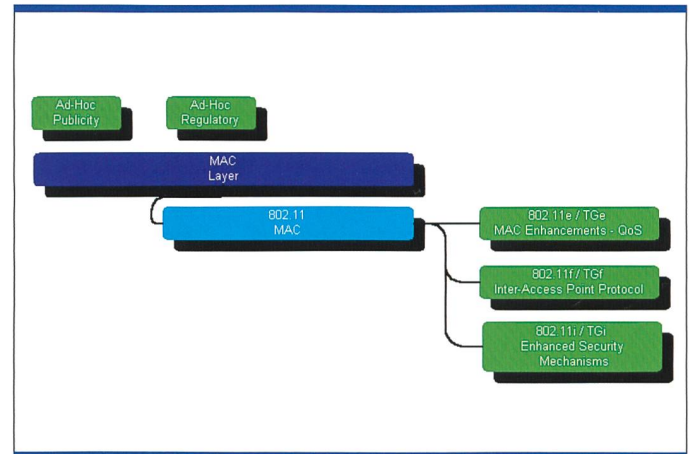 Ad-Hoc
Publicity
Ad-Hoc
Regulatory
MAC
Layer
802.11
MAC
802.11e / TGe
MAC Enhancements - QoS
802.11f / TGf
Inter-Access Point Protocol
802.11i / TGi
Enhanced Security
Mechanisms